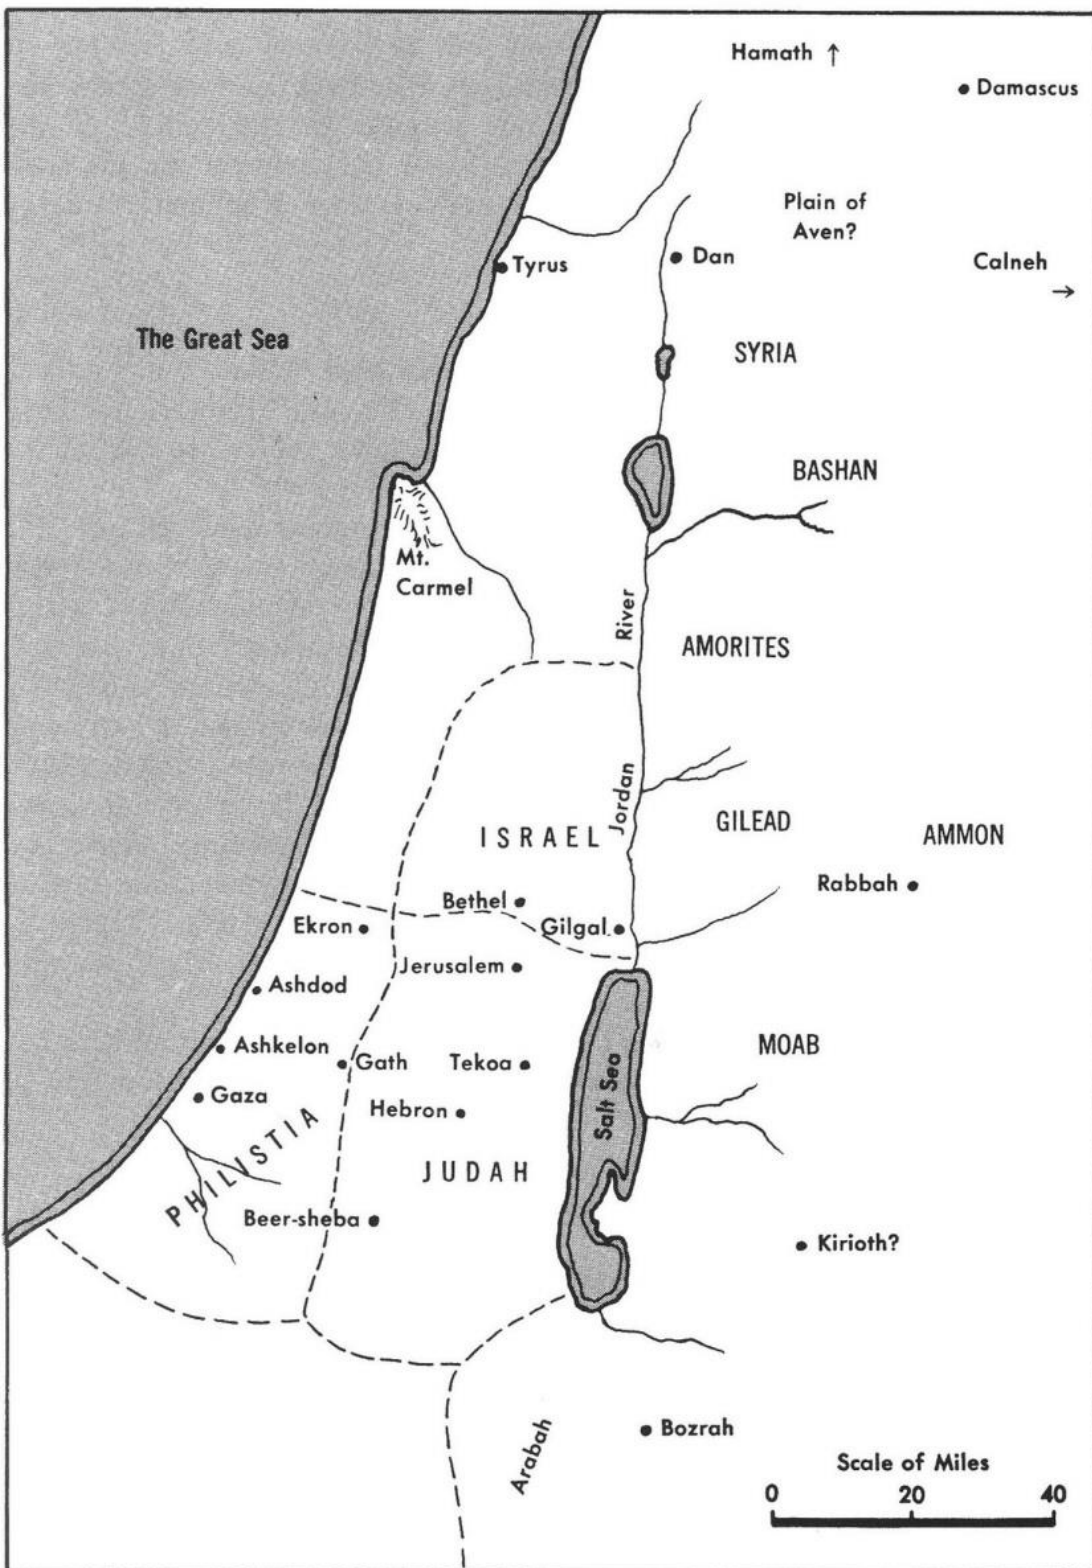 Hamath ↑
Damascus
Plain of
Aven?
Tyrus
Dan
Calneh
→
The Great Sea
SYRIA
BASHAN
Mt.
Carmel
River
AMORITES
Jordan
ISRAEL
GILEAD
AMMON
Rabbah
Bethel
Ekron
Gilgal
Jerusalem
Ashdod
Ashkelon
Gath
Tekoa
MOAB
Salt Sea
Gaza
Hebron
PHILISTIA
JUDAH
Beer-sheba
Kirioth?
Arabah
Bozrah
Scale of Miles
0 20 40